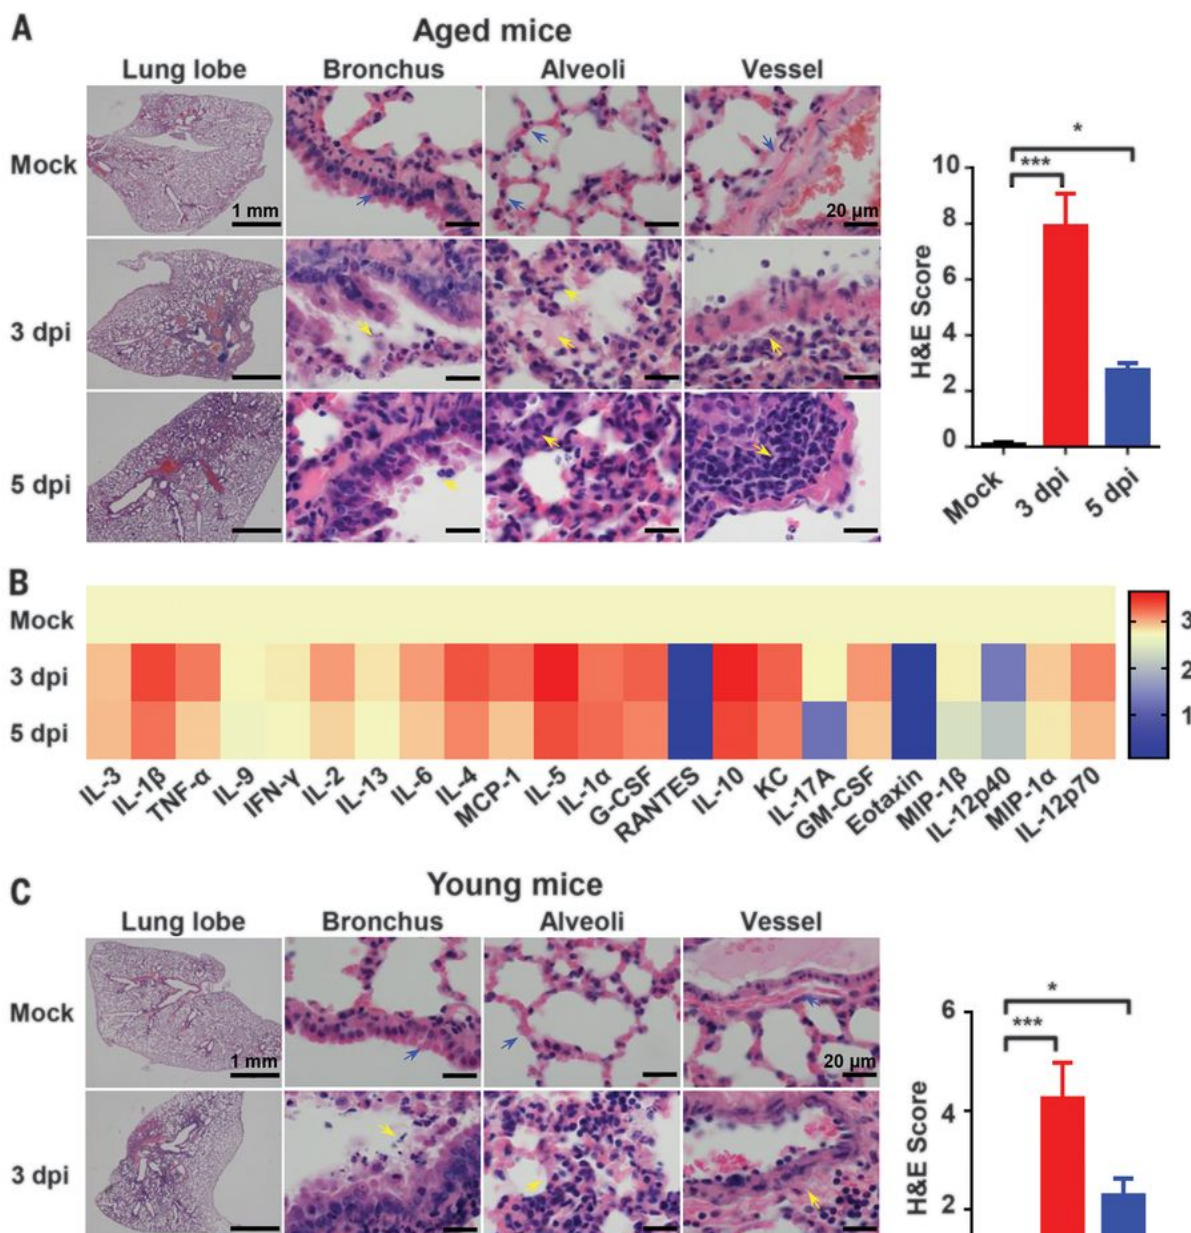 A
Aged mice
Lung lobe Bronchus Alveoli Vessel
Mock
1 mm
20 µm
3 dpi
5 dpi
*
***
10
8
6
4
2
0
H&E Score
Mock 3 dpi 5 dpi
B
Mock
3 dpi
5 dpi
3
2
1
IL-3 IL-1β TNF-α IL-9 IFN-γ IL-2 IL-13 IL-6 IL-4 MCP-1 IL-5 IL-1α G-CSF RANTES IL-10 KC IL-17A GM-CSF Eotaxin MIP-1β IL-12p40 MIP-1α IL-12p70
C
Young mice
Lung lobe Bronchus Alveoli Vessel
Mock
1 mm
20 µm
3 dpi
*
***
6
4
2
H&E Score